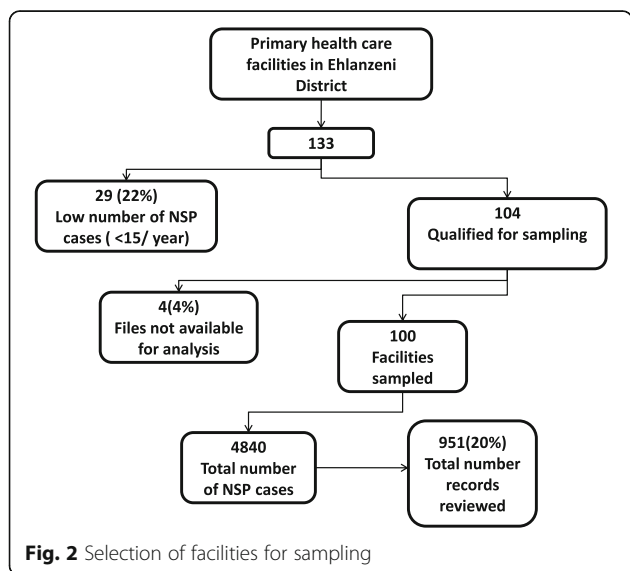 Primary health care
facilities in Ehlanzeni
District
133
29 (22%)
Low number of NSP
cases ( <15/ year)
104
Qualified for sampling
4(4%)
Files not available
for analysis
100
Facilities
sampled
4840
Total number
of NSP cases
951(20%)
Total number
records
reviewed
Fig. 2 Selection of facilities for sampling